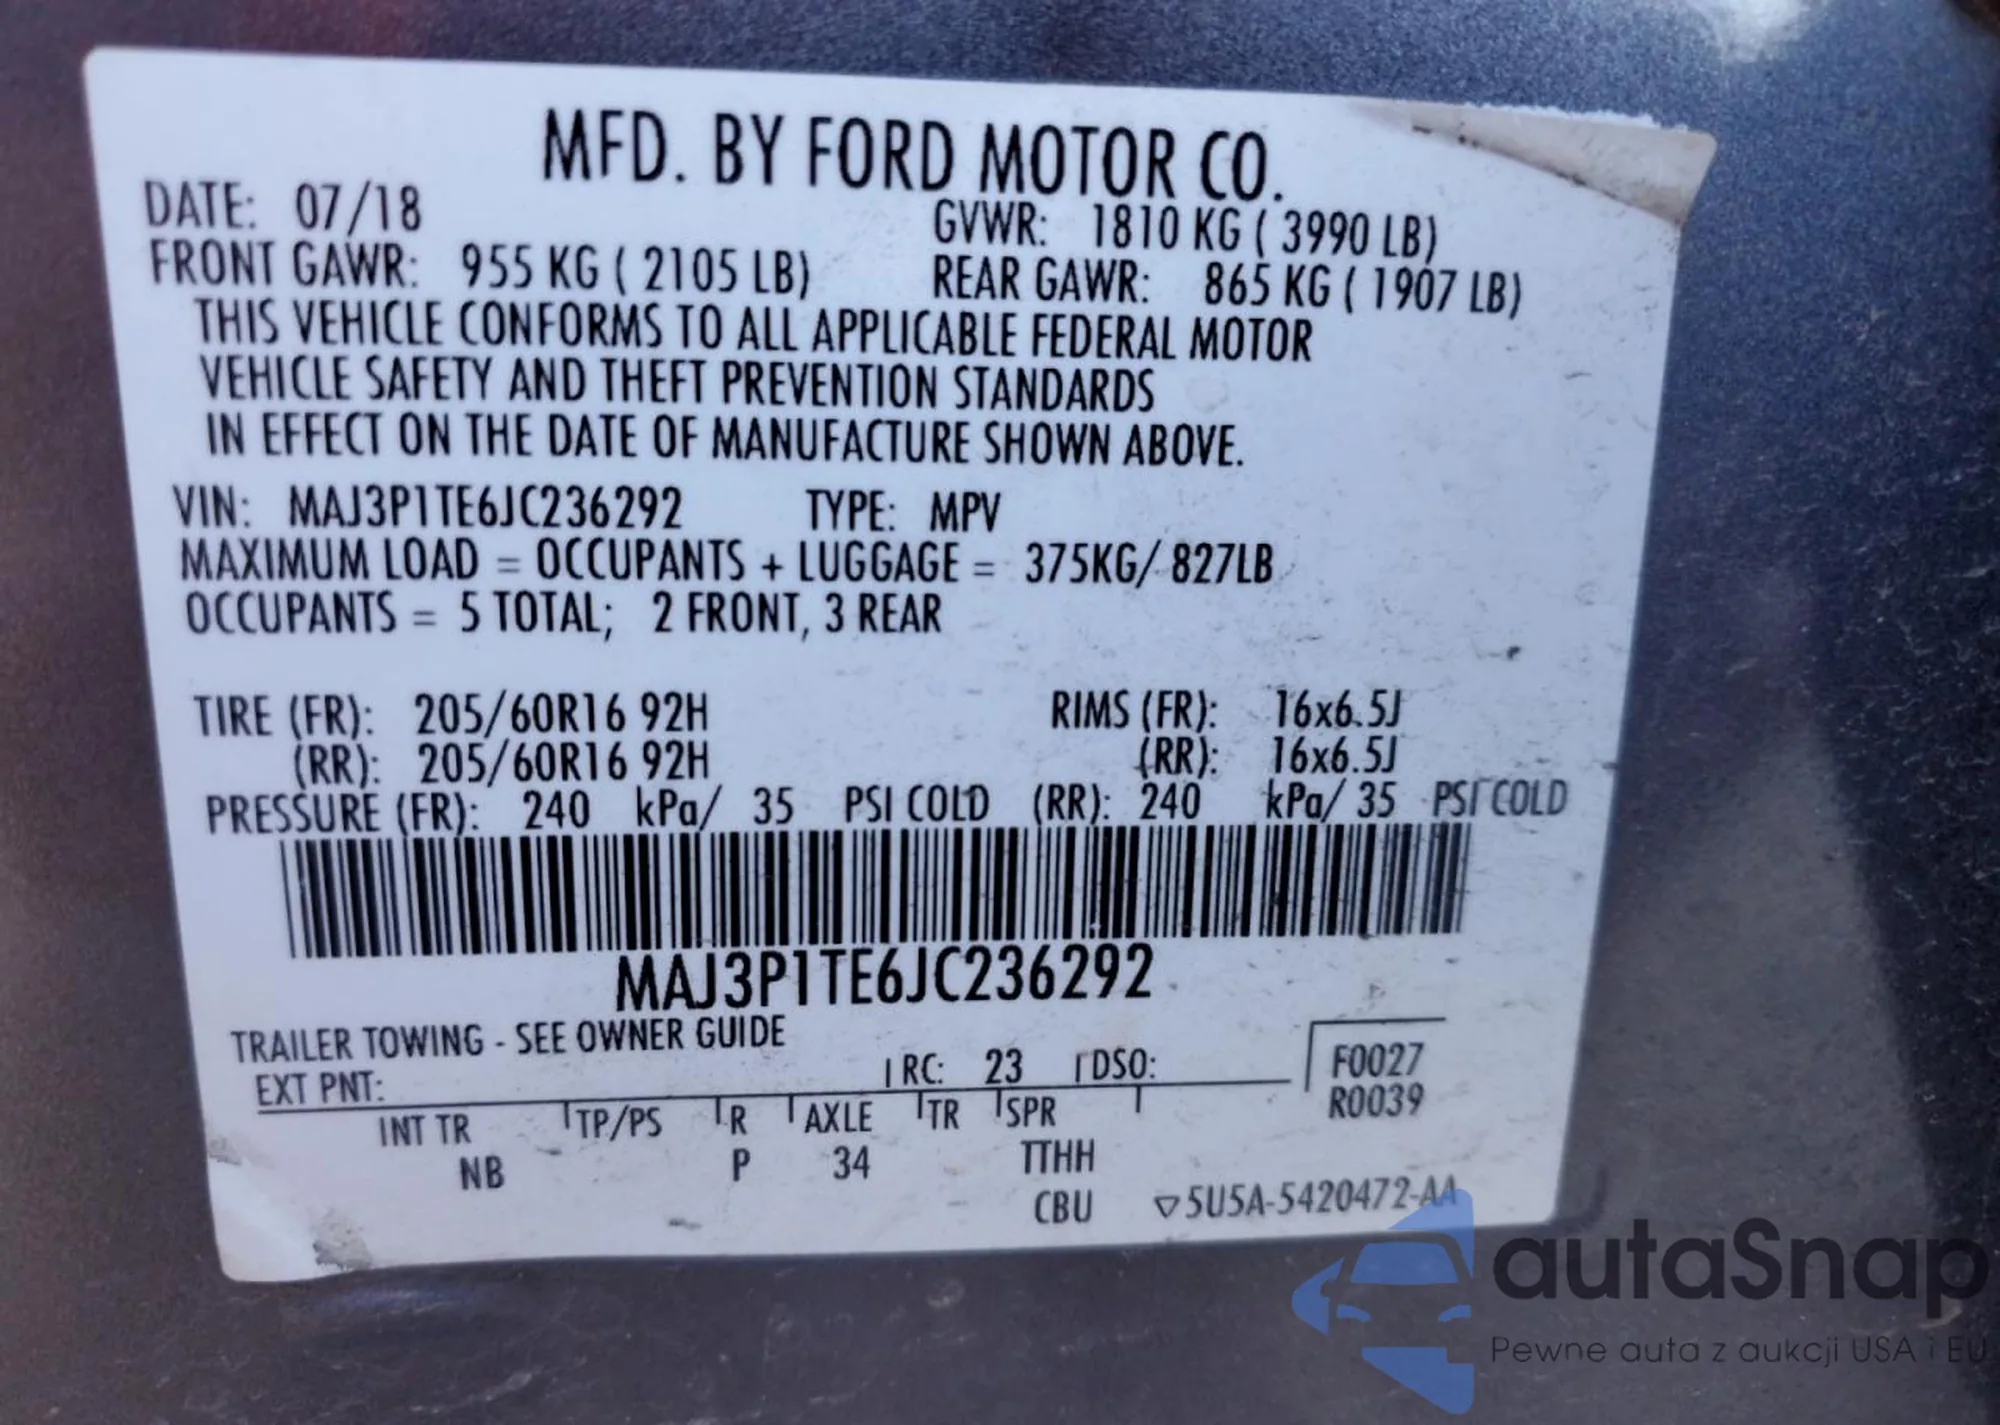 MFD. BY FORD MOTOR CO.
DATE: 07/18 GVWR: 1810 KG ( 3990 LB)
FRONT GAWR: 955 KG ( 2105 LB) REAR GAWR: 865 KG ( 1907 LB)
THIS VEHICLE CONFORMS TO ALL APPLICABLE FEDERAL MOTOR
VEHICLE SAFETY AND THEFT PREVENTION STANDARDS
IN EFFECT ON THE DATE OF MANUFACTURE SHOWN ABOVE.
VIN: MAJ3P1TE6JC236292 TYPE: MPV
MAXIMUM LOAD = OCCUPANTS + LUGGAGE = 375KG/ 827LB
OCCUPANTS = 5 TOTAL; 2 FRONT, 3 REAR
TIRE (FR): 205/60R16 92H RIMS (FR): 16x6.5J
(RR): 205/60R16 92H (RR): 16x6.5J
PRESSURE (FR): 240 kPa/ 35 PSI COLD (RR): 240 kPa/ 35 PSI COLD
MAJ3P1TE6JC236292
TRAILER TOWING - SEE OWNER GUIDE
EXT PNT: RC: 23 DSO: F0027
R0039
INT TR TP/PS R AXLE TR SPR
NB P 34 TTHH
CBU 5U5A-5420472-AA
autaSnap
Pewne auta z aukcji USA i EU